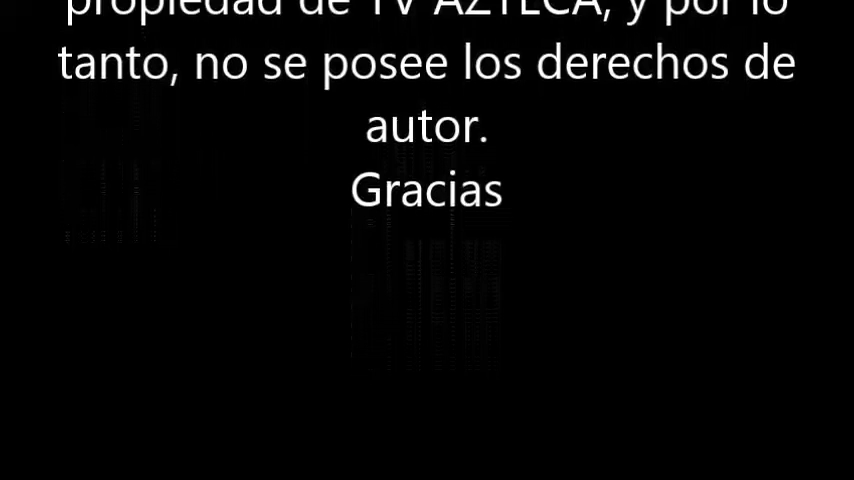 propiedad de TV AZTECA, y por lo
tanto, no se posee los derechos de
autor.
Gracias